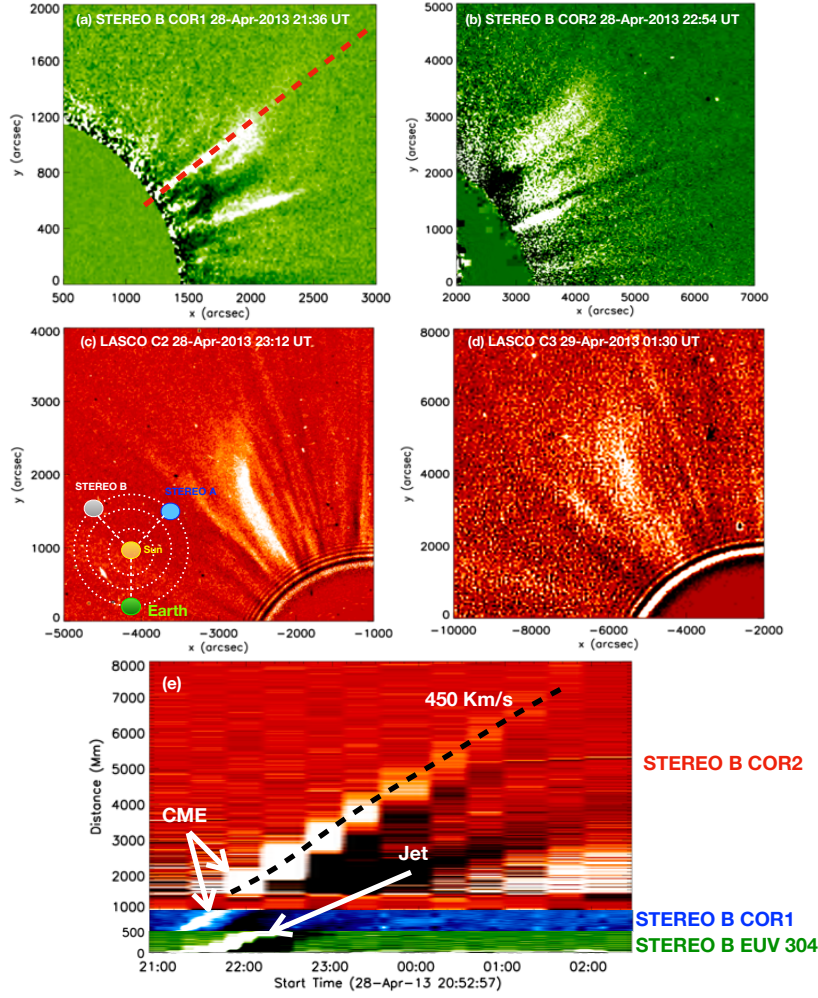 (a) STEREO B COR1 28-Apr-2013 21:36 UT
2000
1600
1200
800
400
0
y (arcsec)
500 1000 1500 2000 2500 3000
x (arcsec)
(b) STEREO B COR2 28-Apr-2013 22:54 UT
5000
4000
3000
2000
1000
0
y (arcsec)
2000 3000 4000 5000 6000 7000
x (arcsec)
(c) LASCO C2 28-Apr-2013 23:12 UT
4000
3000
2000
1000
0
y (arcsec)
STEREO B
STEREO A
Sun
Earth
-5000 -4000 -3000 -2000 -1000
x (arcsec)
(d) LASCO C3 29-Apr-2013 01:30 UT
8000
6000
4000
2000
0
y (arcsec)
-10000 -8000 -6000 -4000 -2000
x (arcsec)
(e)
8000
7000
6000
5000
4000
3000
2000
1000
500
0
Distance (Mm)
450 Km/s
CME
Jet
STEREO B COR2
STEREO B COR1
STEREO B EUV 304
21:00 22:00 23:00 00:00 01:00 02:00
Start Time (28-Apr-13 20:52:57)